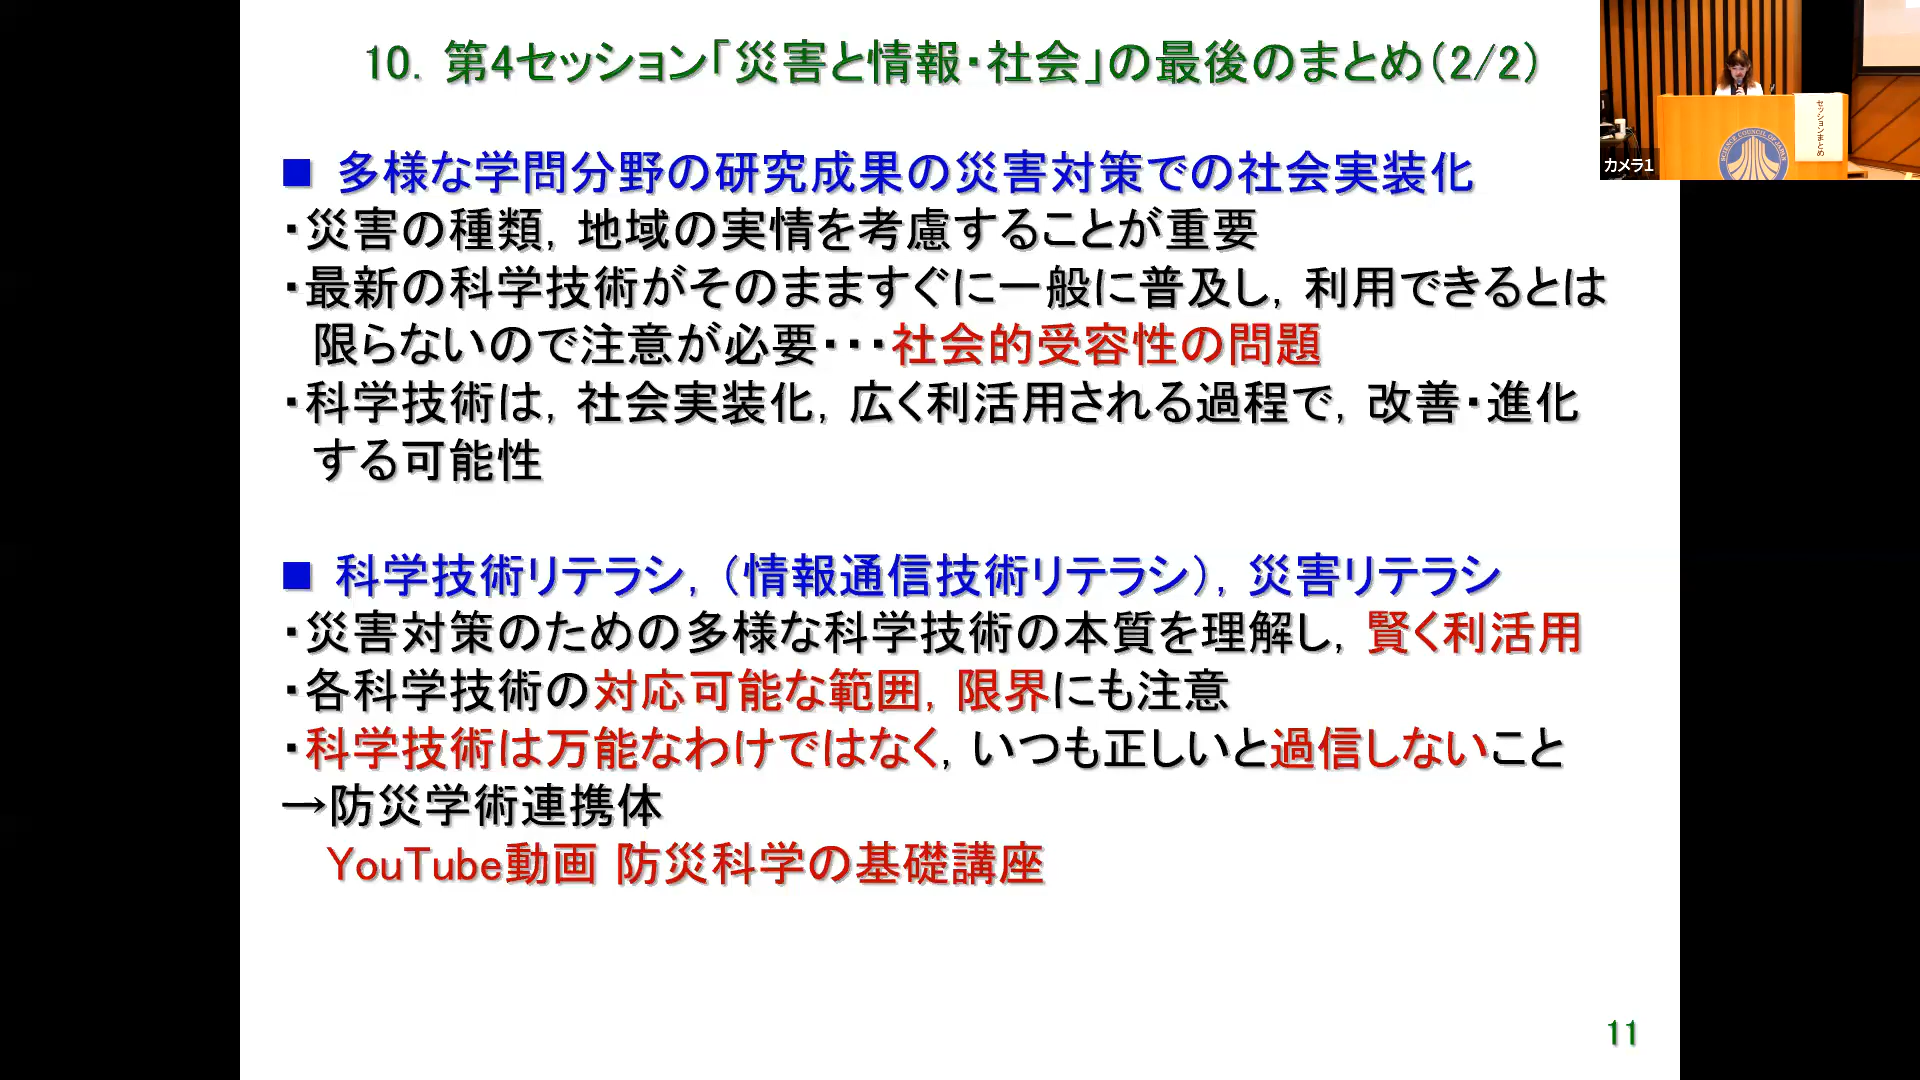 10. 第4セッション「災害と情報・社会」の最後のまとめ(2/2)
■ 多様な学問分野の研究成果の災害対策での社会実装化
・災害の種類, 地域の実情を考慮することが重要
・最新の科学技術がそのまますぐに一般に普及し, 利用できるとは
限らないので注意が必要・・・社会的受容性の問題
・科学技術は, 社会実装化, 広く利活用される過程で, 改善・進化
する可能性
■ 科学技術リテラシ, (情報通信技術リテラシ), 災害リテラシ
・災害対策のための多様な科学技術の本質を理解し, 賢く利活用
・各科学技術の対応可能な範囲, 限界にも注意
・科学技術は万能なわけではなく, いつも正しいと過信しないこと
→防災学術連携体
YouTube動画 防災科学の基礎講座
11
セッションまとめ
SCIENCE COUNCIL OF JAPAN
カメラ1